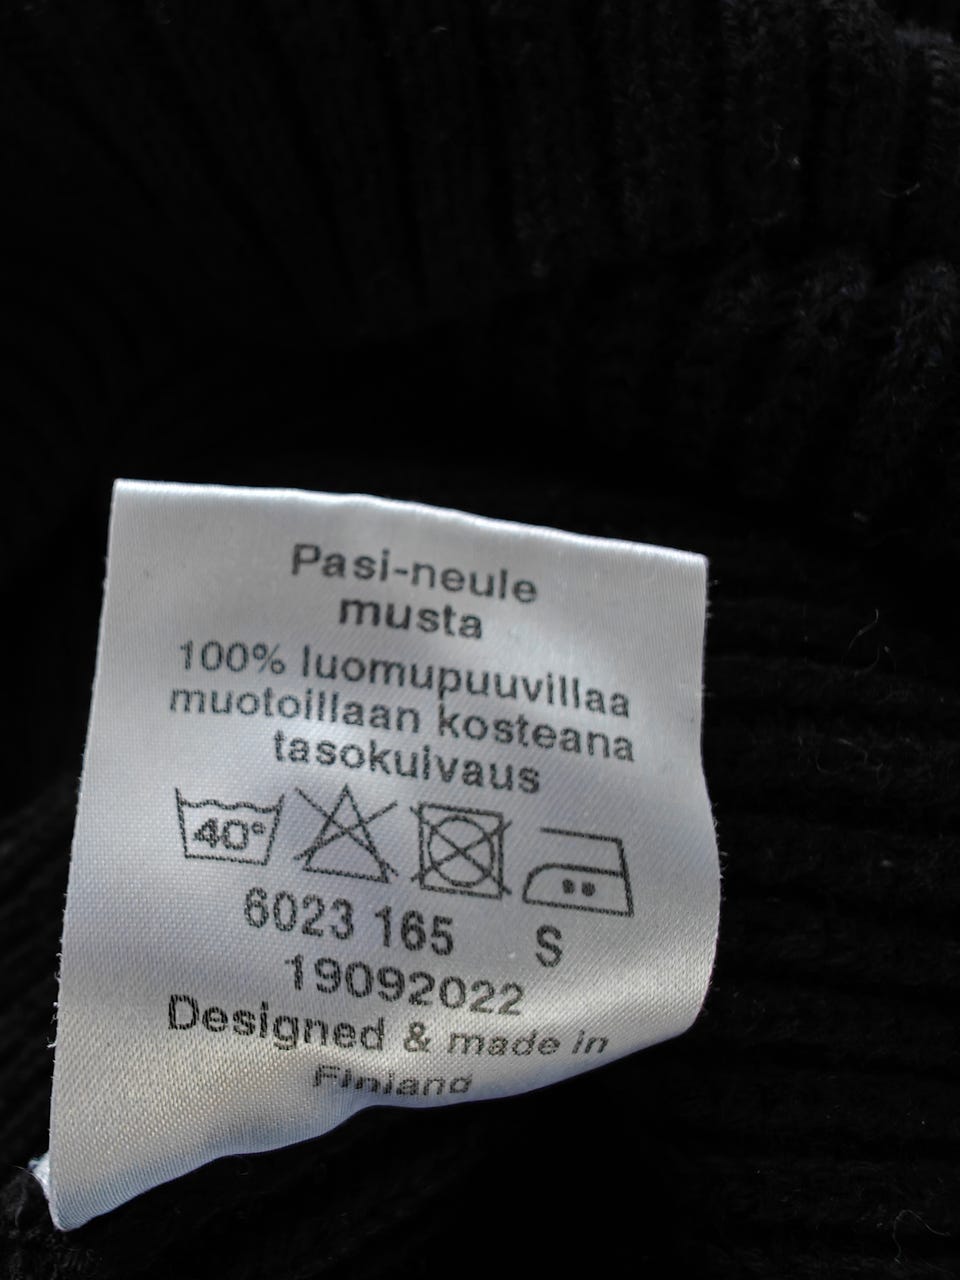 Pasi-neule
musta
100% luomupuuvillaa
muotoillaan kosteana
tasokuivaus
40°
6023 165 S
19092022
Designed & made in
Finland